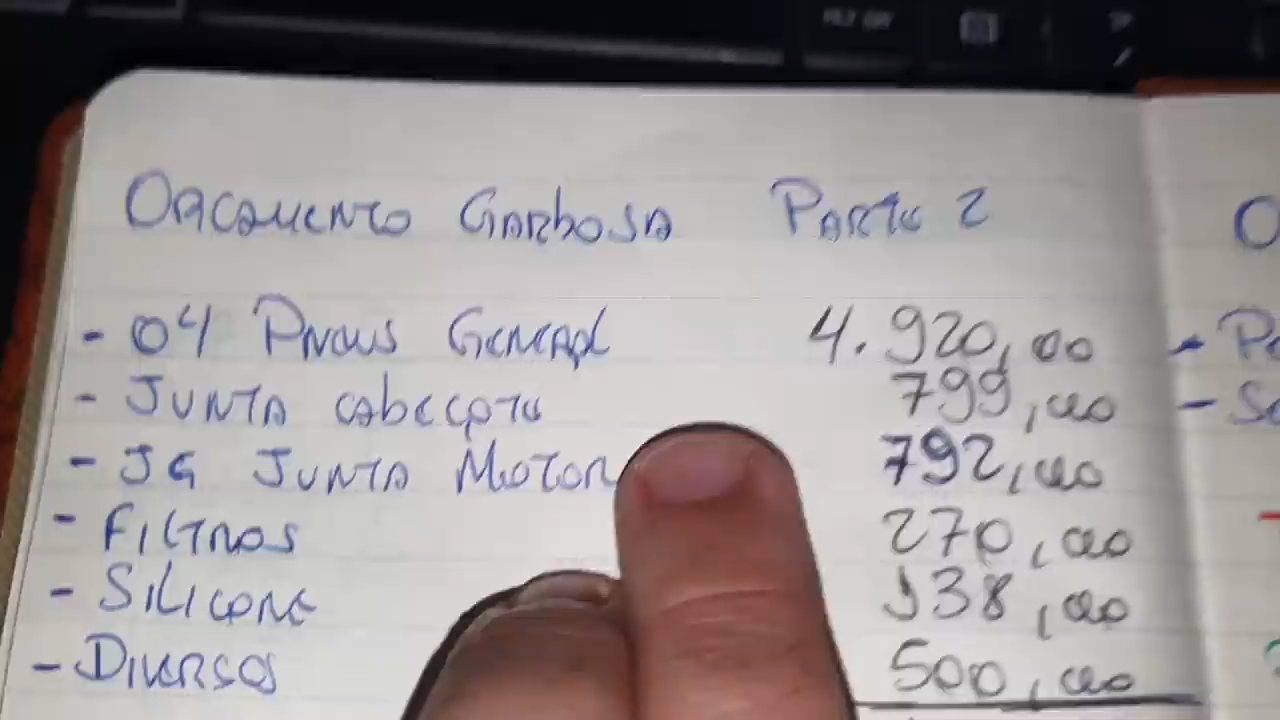 ORCAMENTO GARBOSA PARTE 2
- 04 PNEUS GENERAL 4.920,00
- JUNTA CABEÇOTE 799,00
- JG JUNTA MOTOR 792,00
- FILTROS 270,00
- SILICONE 138,00
- DIVERSOS 500,00